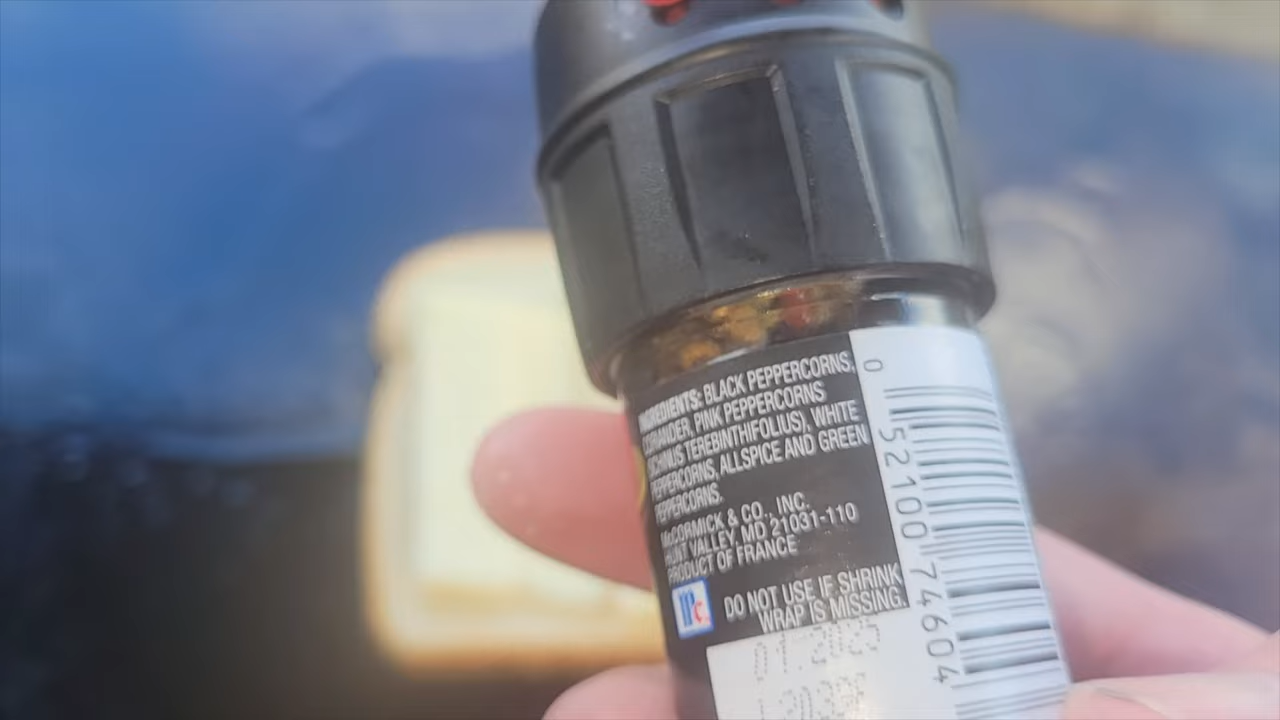 INGREDIENTS: BLACK PEPPERCORNS,
CORIANDER, PINK PEPPERCORNS
(SCHINUS TEREBINTHIFOLIUS), WHITE
PEPPERCORNS, ALLSPICE AND GREEN
PEPPERCORNS.
McCORMICK & CO., INC.
HUNT VALLEY, MD 21031-110
PRODUCT OF FRANCE
DO NOT USE IF SHRINK
WRAP IS MISSING.
01.2025
0 52100 74604